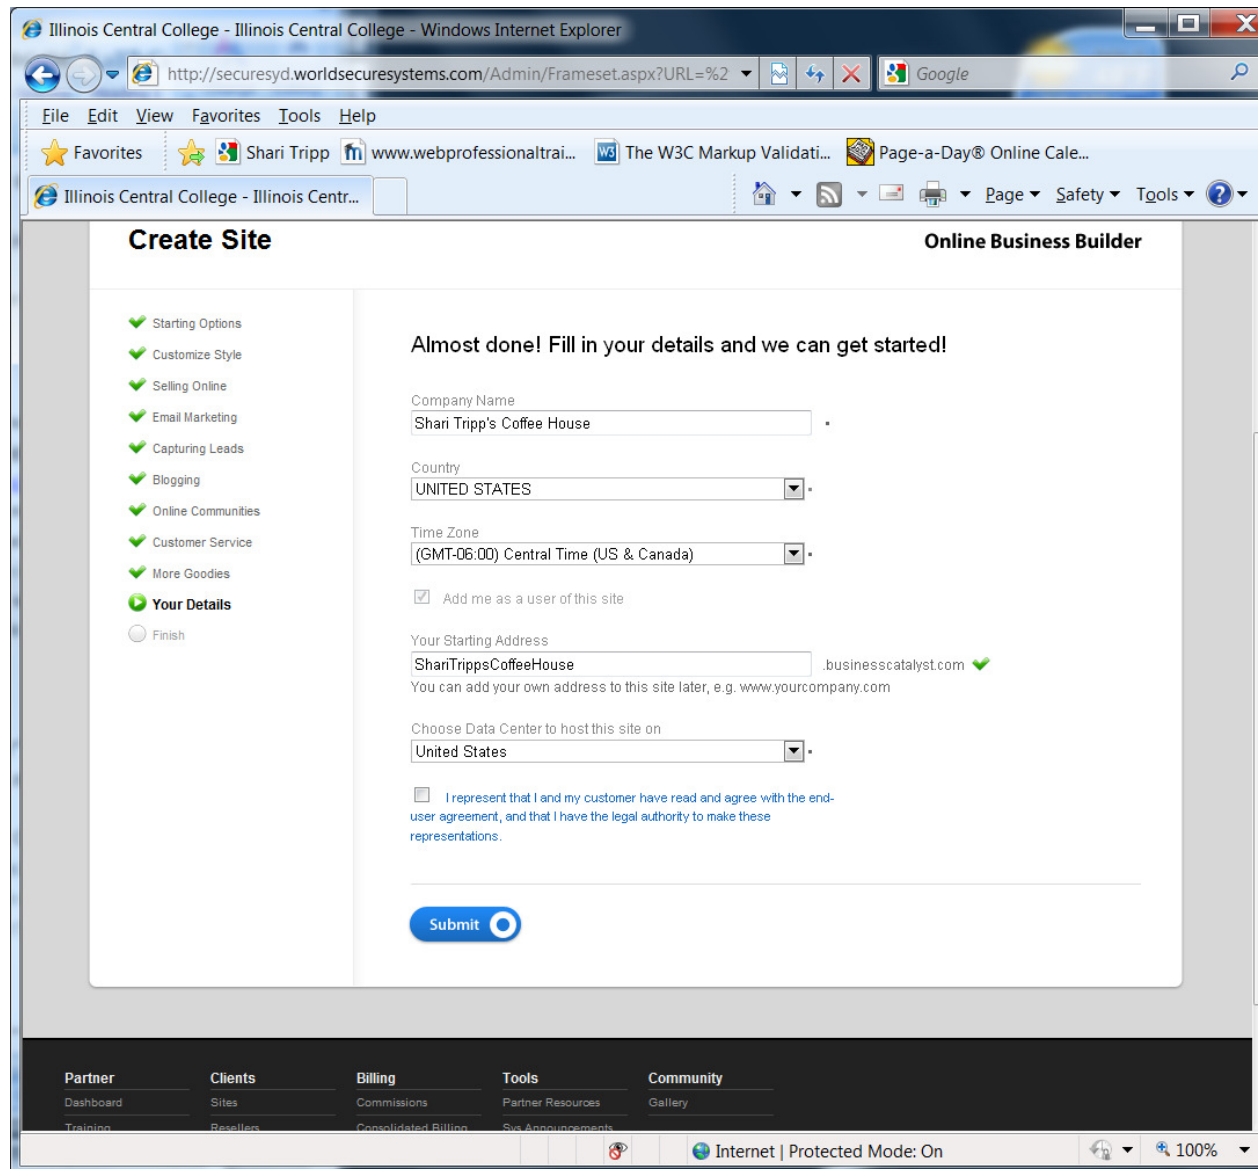 Illinois Central College - Illinois Central College - Windows Internet Explorer
http://securesyd.worldsecuresystems.com/Admin/Frameset.aspx?URL=%2
Google
File Edit View Favorites Tools Help
Favorites Shari Tripp www.webprofessionaltrai... The W3C Markup Validati... Page-a-Day® Online Cale...
Illinois Central College - Illinois Centr... Page Safety Tools
Create Site
Online Business Builder
Starting Options
Customize Style
Selling Online
Email Marketing
Capturing Leads
Blogging
Online Communities
Customer Service
More Goodies
Your Details
Finish
Almost done! Fill in your details and we can get started!
Company Name
Shari Tripp's Coffee House
Country
UNITED STATES
Time Zone
(GMT-06:00) Central Time (US & Canada)
Add me as a user of this site
Your Starting Address
ShariTrippsCoffeeHouse .businesscatalyst.com
You can add your own address to this site later, e.g. www.yourcompany.com
Choose Data Center to host this site on
United States
I represent that I and my customer have read and agree with the end-
user agreement, and that I have the legal authority to make these
representations.
Submit
Partner Clients Billing Tools Community
Dashboard Sites Commissions Partner Resources Gallery
Training Resellers Consolidated Billing Sys Announcements
Internet | Protected Mode: On 100%